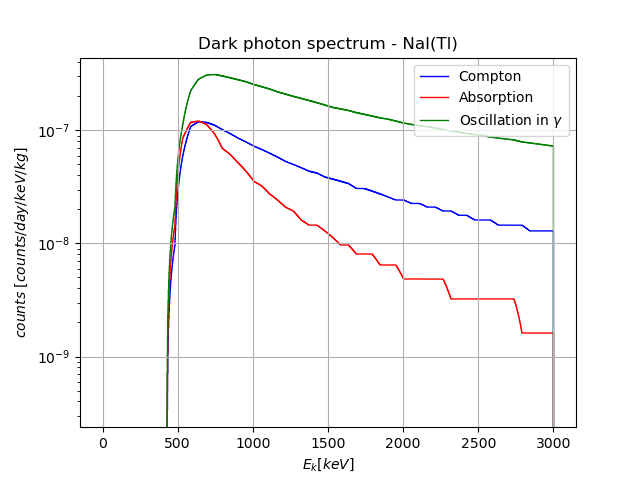 Dark photon spectrum - NaI(Tl)
Compton
Absorption
Oscillation in γ
counts [counts/day/keV/kg]
10⁻⁷
10⁻⁸
10⁻⁹
0 500 1000 1500 2000 2500 3000
E_k[keV]